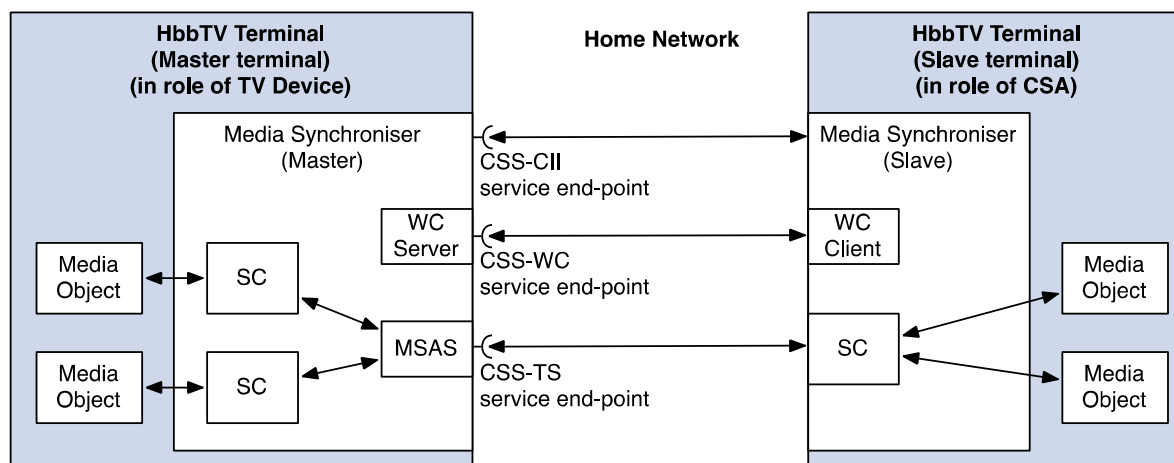 HbbTV Terminal
(Master terminal)
(in role of TV Device)
Home Network
HbbTV Terminal
(Slave terminal)
(in role of CSA)
Media Synchroniser
(Master)
CSS-CII
service end-point
Media Synchroniser
(Slave)
WC
Server
CSS-WC
service end-point
WC
Client
Media
Object
SC
Media
Object
MSAS
CSS-TS
service end-point
SC
Media
Object
SC
Media
Object